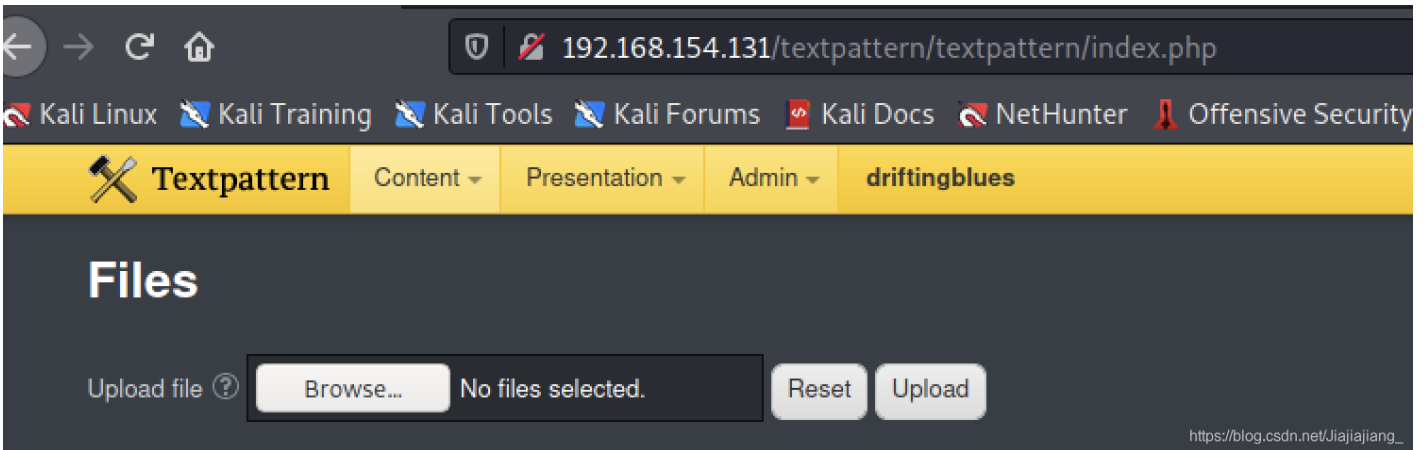 192.168.154.131/textpattern/textpattern/index.php
Kali Linux Kali Training Kali Tools Kali Forums Kali Docs NetHunter Offensive Security
Textpattern Content Presentation Admin driftingblues
Files
Upload file ? Browse... No files selected. Reset Upload
https://blog.csdn.net/Jiajiajiang_